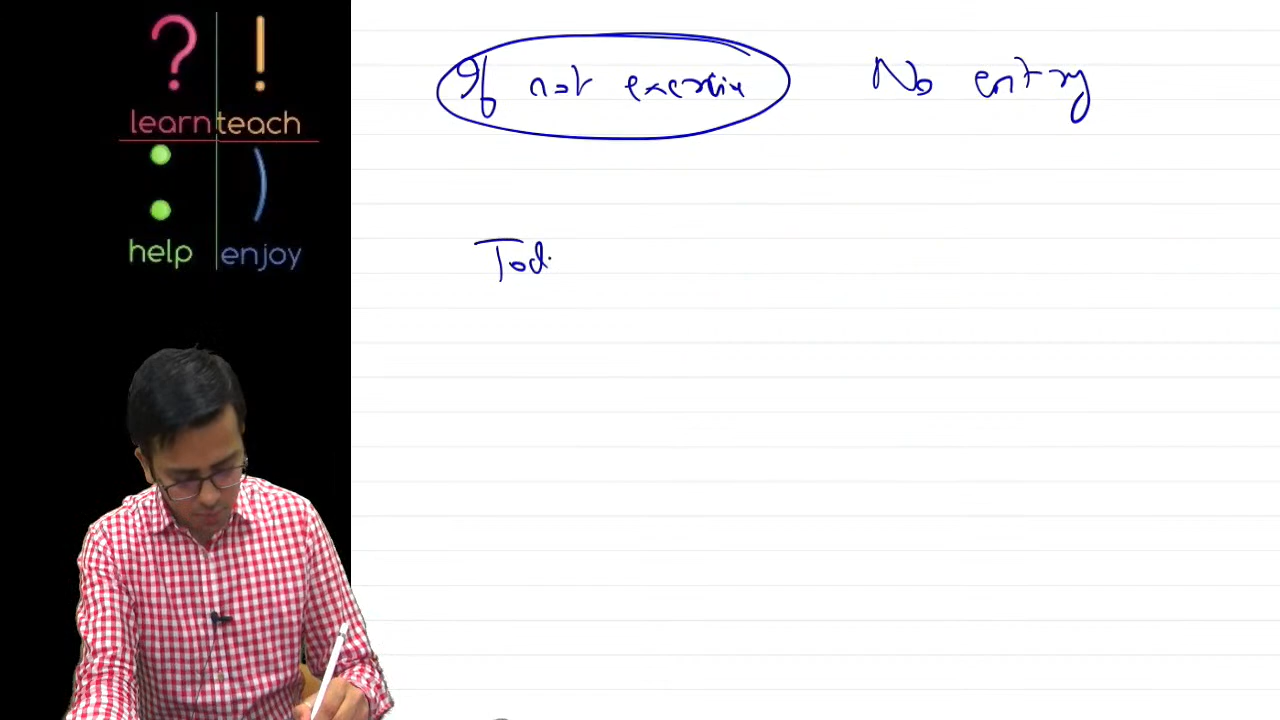 ? !
learn teach
: )
help enjoy
If not exercise No entry
Tod